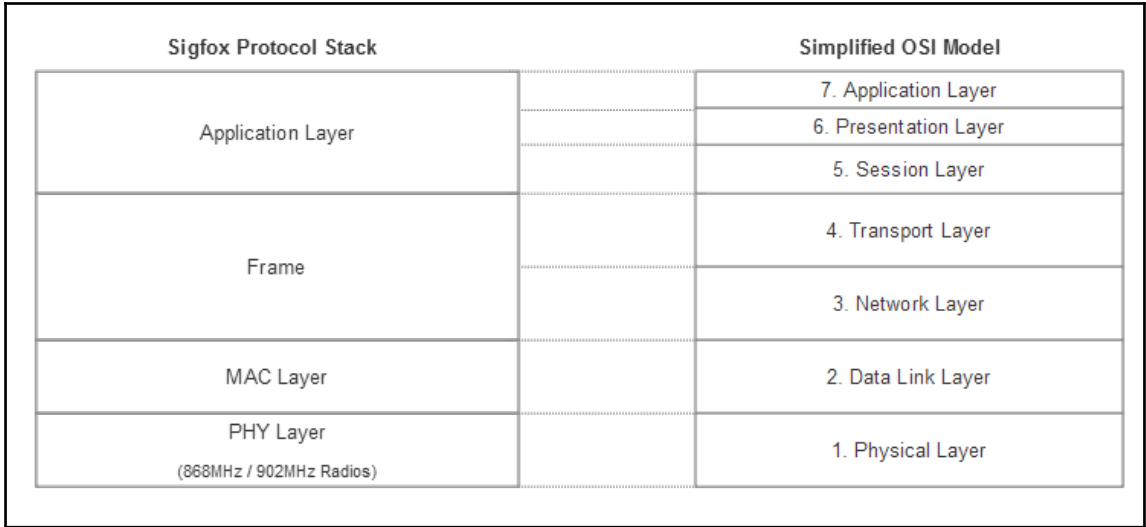 Sigfox Protocol Stack
Simplified OSI Model
Application Layer
Frame
MAC Layer
PHY Layer
(868MHz / 902MHz Radios)
7. Application Layer
6. Presentation Layer
5. Session Layer
4. Transport Layer
3. Network Layer
2. Data Link Layer
1. Physical Layer